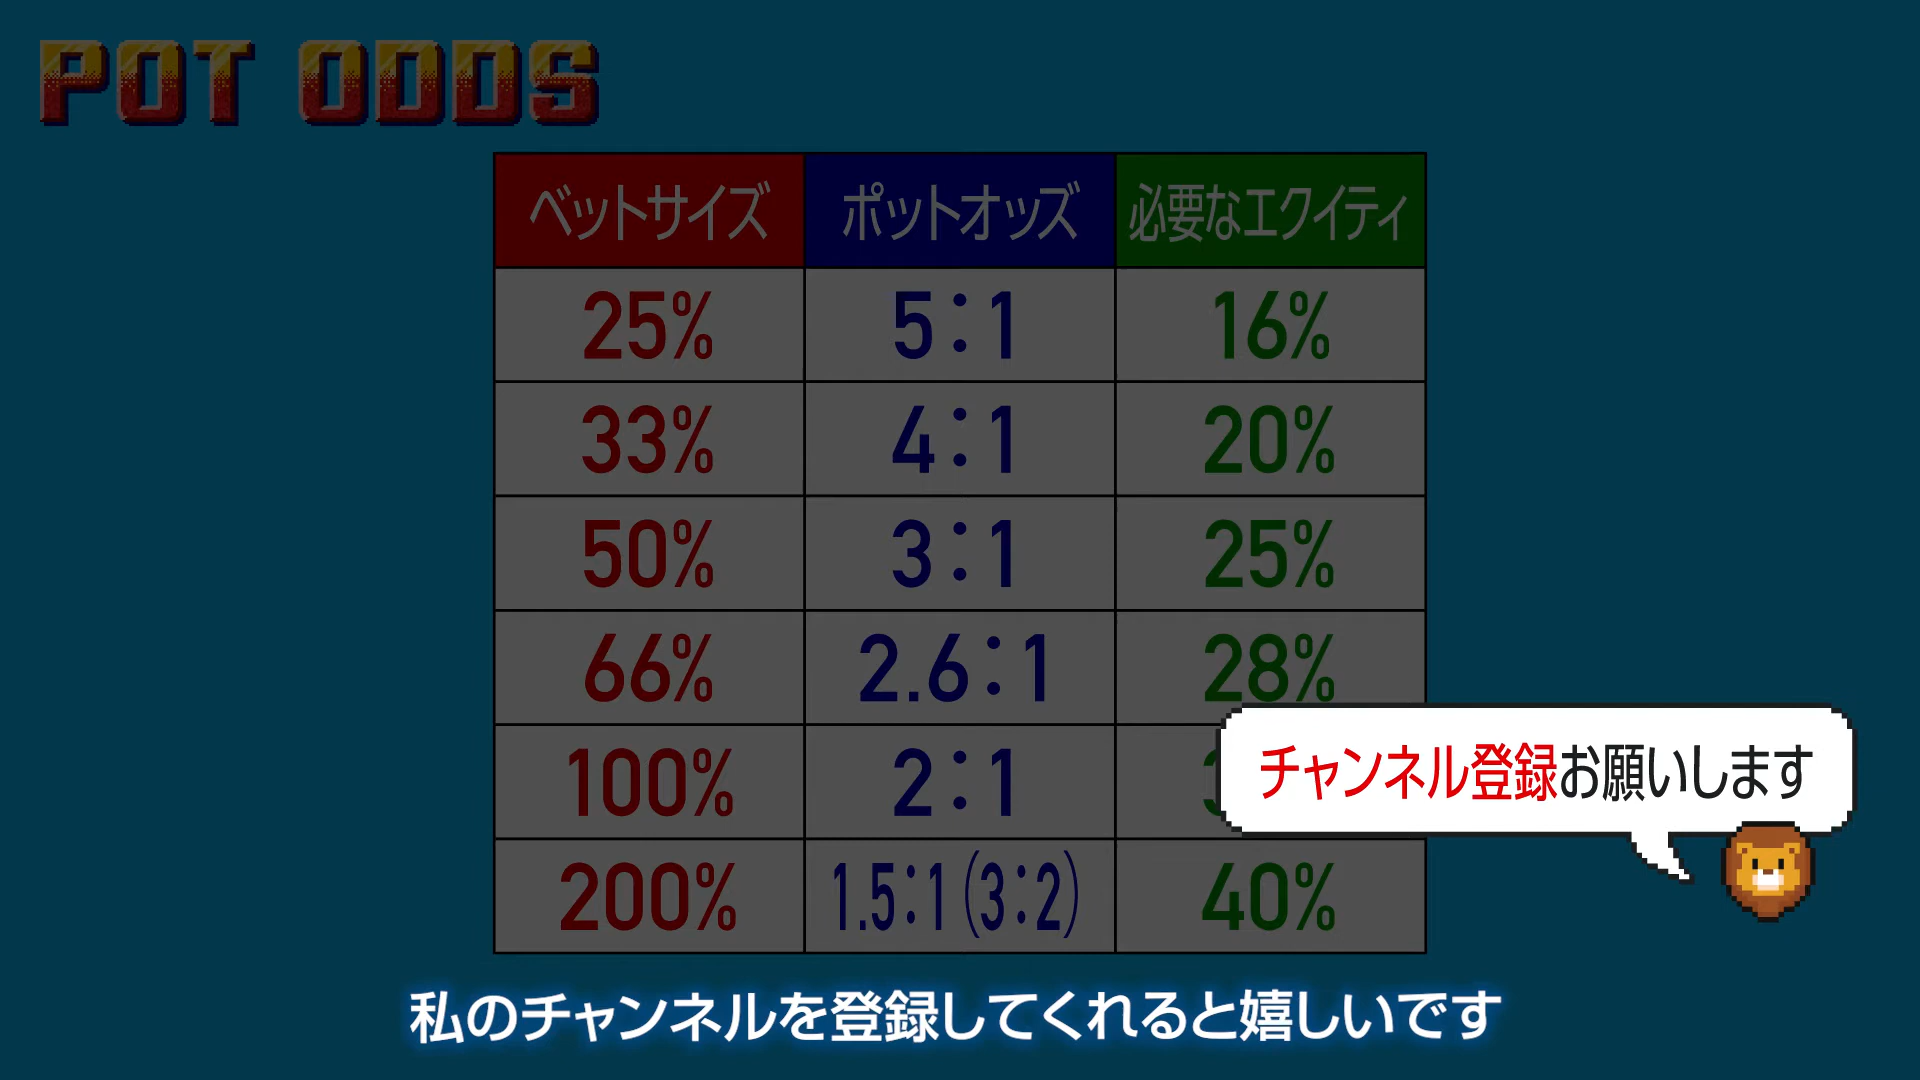 POT ODDS
ベットサイズ ポットオッズ 必要なエクイティ
25% 5:1 16%
33% 4:1 20%
50% 3:1 25%
66% 2.6:1 28%
100% 2:1
チャンネル登録お願いします
200% 1.5:1(3:2) 40%
私のチャンネルを登録してくれると嬉しいです